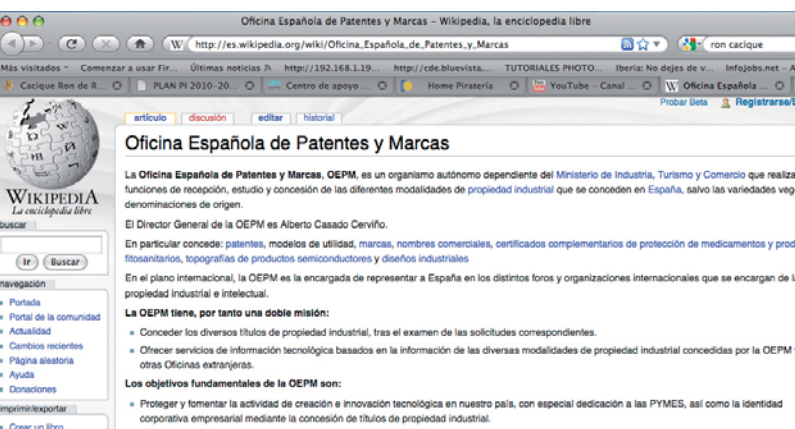 Oficina Española de Patentes y Marcas – Wikipedia, la enciclopedia libre
http://es.wikipedia.org/wiki/Oficina_Española_de_Patentes_y_Marcas
ron cacique
Más visitados Comenzar a usar Fir... Últimas noticias http://192.168.1.19... http://cde.bluevista.... TUTORIALES PHOTO... Iberia: No dejes de v... InfoJobs.net - A
Cacique Ron de R... PLAN PI 2010-20... Centro de apoyo ... Home Piratería YouTube - Canal ... Oficina Española ...
Probar Beta Registrarse/E
artículo discusión editar historial
Oficina Española de Patentes y Marcas
La Oficina Española de Patentes y Marcas, OEPM, es un organismo autónomo dependiente del Ministerio de Industria, Turismo y Comercio que realiza
funciones de recepción, estudio y concesión de las diferentes modalidades de propiedad industrial que se conceden en España, salvo las variedades veg
denominaciones de origen.
El Director General de la OEPM es Alberto Casado Cerviño.
En particular concede: patentes, modelos de utilidad, marcas, nombres comerciales, certificados complementarios de protección de medicamentos y prod
fitosanitarios, topografías de productos semiconductores y diseños industriales
En el plano internacional, la OEPM es la encargada de representar a España en los distintos foros y organizaciones internacionales que se encargan de la
propiedad industrial e intelectual.
La OEPM tiene, por tanto una doble misión:
Conceder los diversos títulos de propiedad industrial, tras el examen de las solicitudes correspondientes.
Ofrecer servicios de información tecnológica basados en la información de las diversas modalidades de propiedad industrial concedidas por la OEPM y
otras Oficinas extranjeras.
Los objetivos fundamentales de la OEPM son:
Proteger y fomentar la actividad de creación e innovación tecnológica en nuestro país, con especial dedicación a las PYMES, así como la identidad
corporativa empresarial mediante la concesión de títulos de propiedad industrial.
WIKIPEDIA
La enciclopedia libre
buscar
Ir Buscar
navegación
Portada
Portal de la comunidad
Actualidad
Cambios recientes
Página aleatoria
Ayuda
Donaciones
imprimir/exportar
Crear un libro